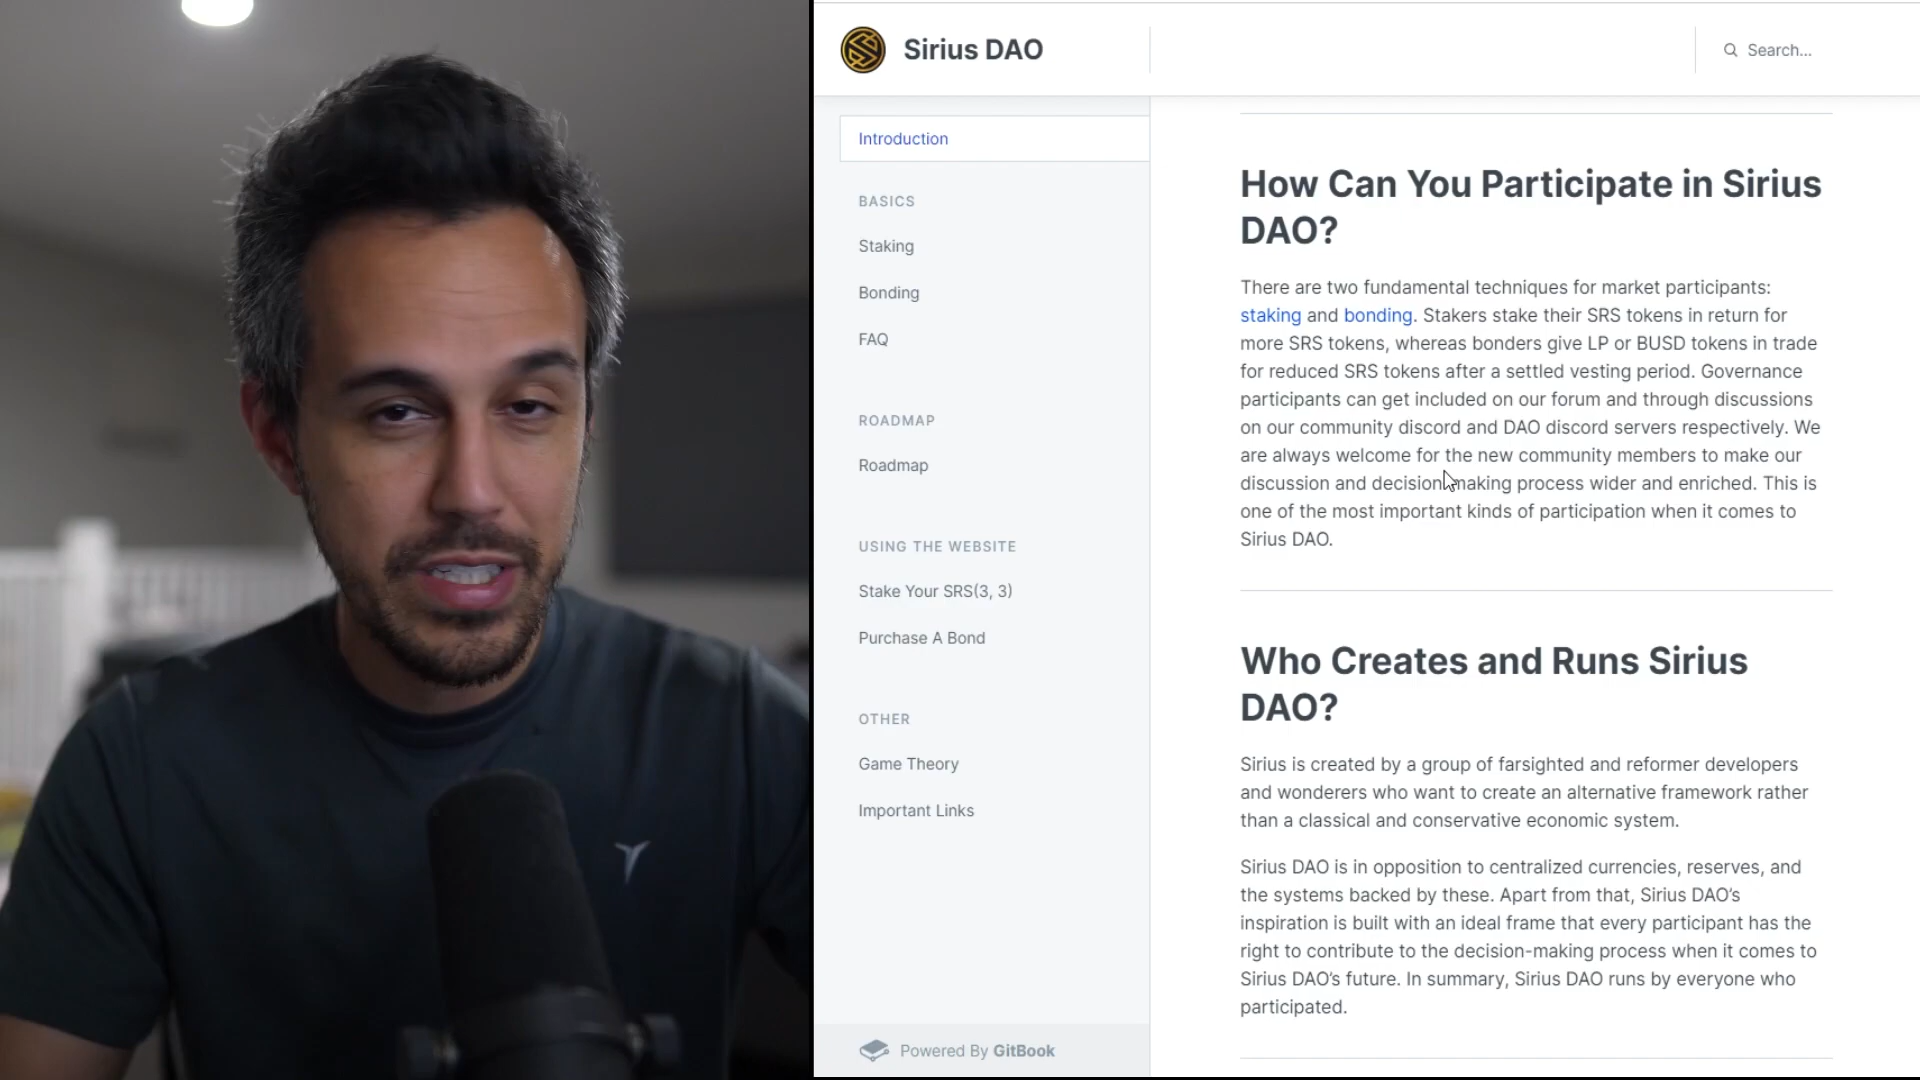 Sirius DAO
Search...
Introduction
BASICS
Staking
Bonding
FAQ
ROADMAP
Roadmap
USING THE WEBSITE
Stake Your SRS(3, 3)
Purchase A Bond
OTHER
Game Theory
Important Links
Powered By GitBook
How Can You Participate in Sirius
DAO?
There are two fundamental techniques for market participants:
staking and bonding. Stakers stake their SRS tokens in return for
more SRS tokens, whereas bonders give LP or BUSD tokens in trade
for reduced SRS tokens after a settled vesting period. Governance
participants can get included on our forum and through discussions
on our community discord and DAO discord servers respectively. We
are always welcome for the new community members to make our
discussion and decision-making process wider and enriched. This is
one of the most important kinds of participation when it comes to
Sirius DAO.
Who Creates and Runs Sirius
DAO?
Sirius is created by a group of farsighted and reformer developers
and wonderers who want to create an alternative framework rather
than a classical and conservative economic system.
Sirius DAO is in opposition to centralized currencies, reserves, and
the systems backed by these. Apart from that, Sirius DAO’s
inspiration is built with an ideal frame that every participant has the
right to contribute to the decision-making process when it comes to
Sirius DAO’s future. In summary, Sirius DAO runs by everyone who
participated.